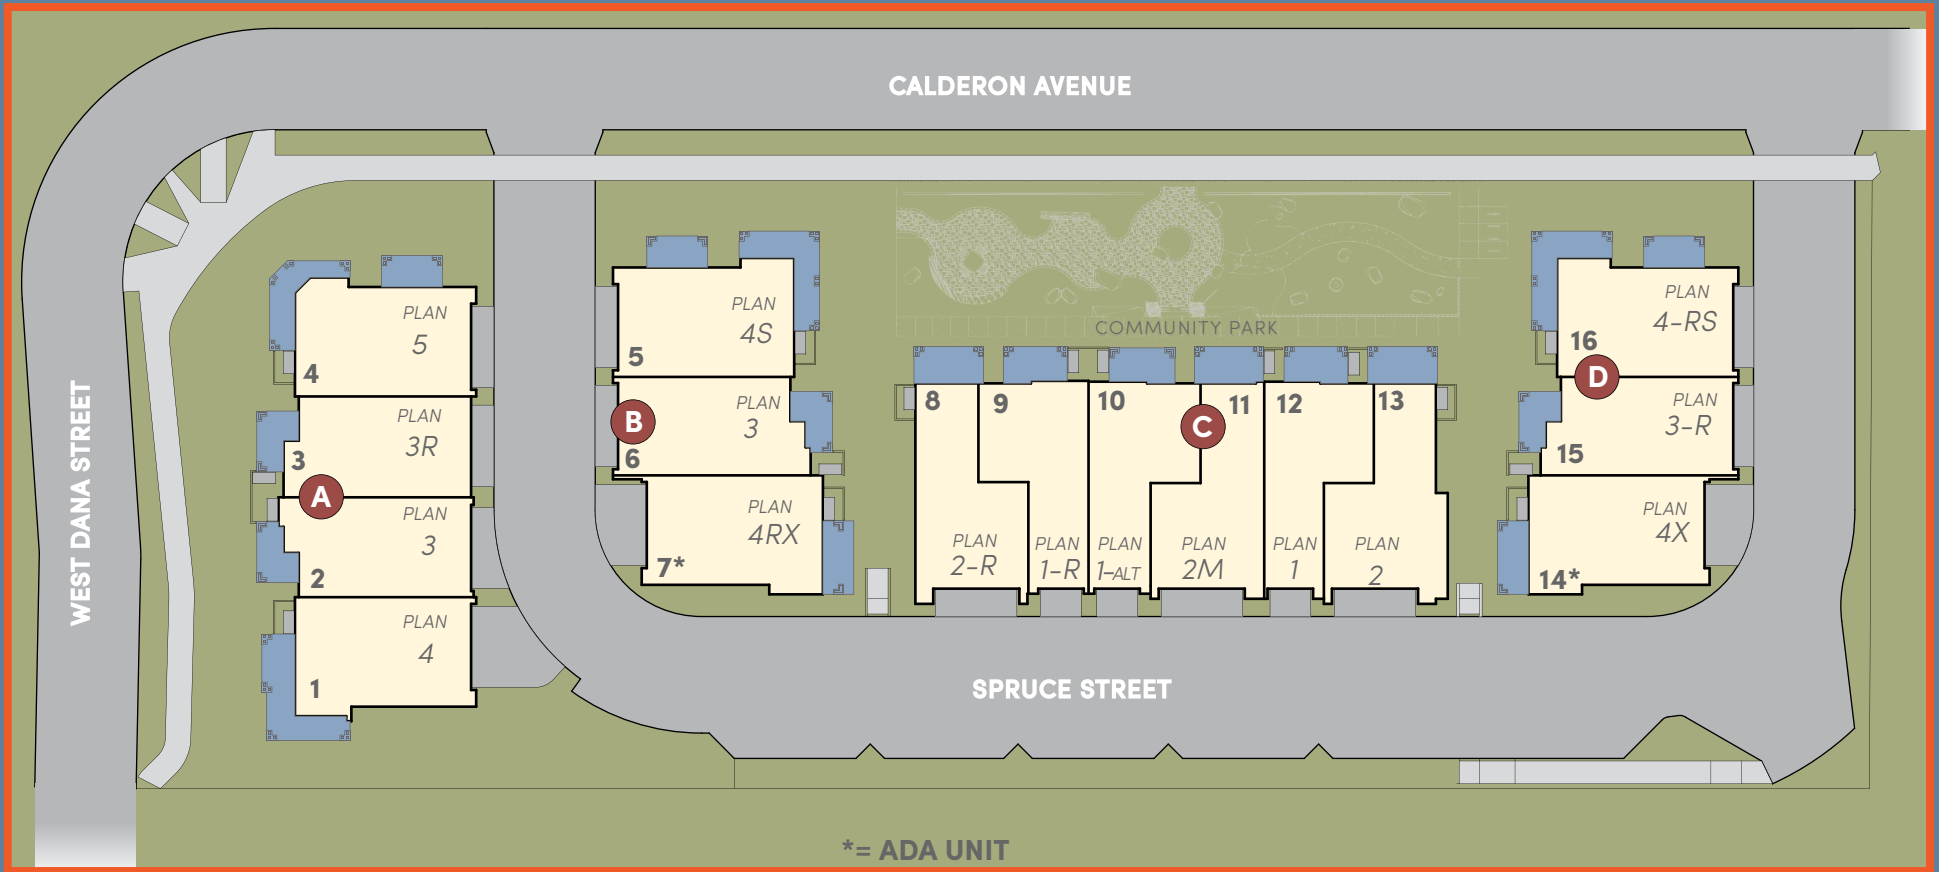 CALDERON AVENUE
WEST DANA STREET
PLAN
5
4
PLAN
3R
3
A
PLAN
3
2
PLAN
4
1
PLAN
4S
5
PLAN
3
B
6
PLAN
4RX
7*
COMMUNITY PARK
8
9
10
11
12
13
C
PLAN
2-R
PLAN
1-R
PLAN
1-ALT
PLAN
2M
PLAN
1
PLAN
2
PLAN
4-RS
16
D
PLAN
3-R
15
PLAN
4X
14*
SPRUCE STREET
*= ADA UNIT